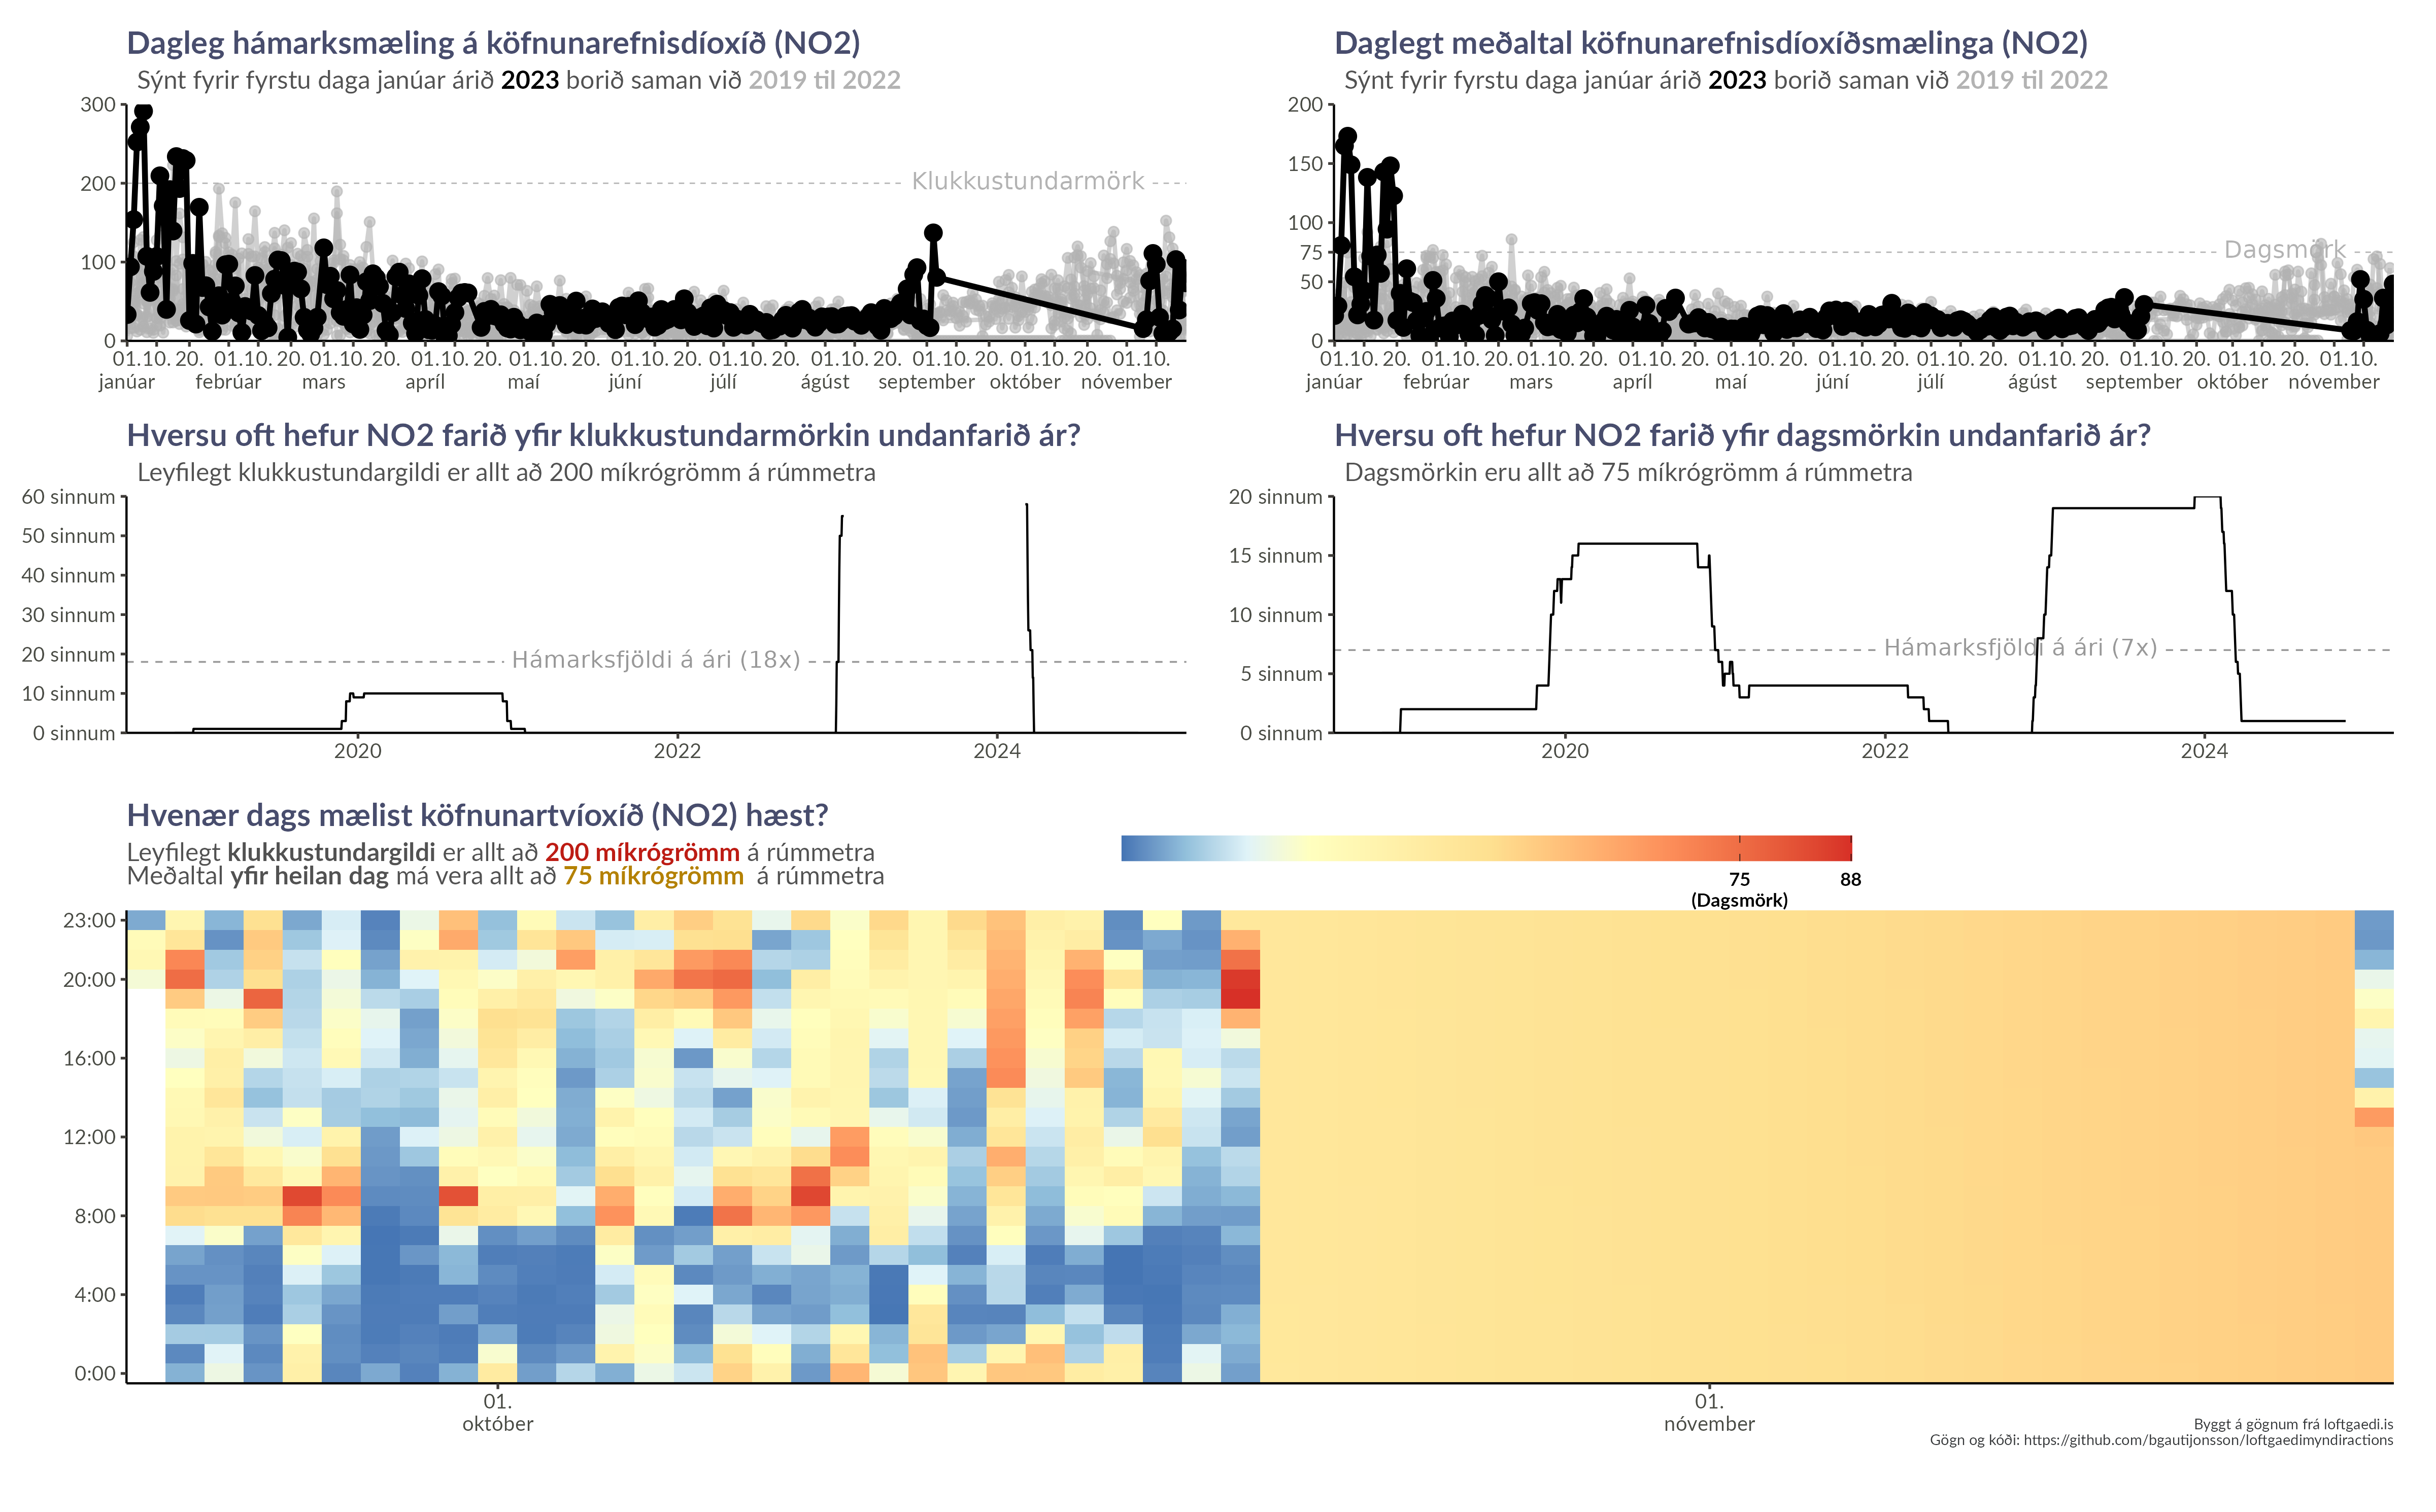 Dagleg hámarksmæling á köfnunarefnisdíoxíð (NO2)
Sýnt fyrir fyrstu daga janúar árið 2023 borið saman við 2019 til 2022
300
200
100
0
Klukkustundarmörk
01. 10. 20. 01. 10. 20. 01. 10. 20. 01. 10. 20. 01. 10. 20. 01. 10. 20. 01. 10. 20. 01. 10. 20. 01. 10. 20. 01. 10. 20. 01. 10.
janúar febrúar mars apríl maí júní júlí ágúst september október nóvember
Daglegt meðaltal köfnunarefnisdíoxíðsmælinga (NO2)
Sýnt fyrir fyrstu daga janúar árið 2023 borið saman við 2019 til 2022
200
150
100
75
50
0
Dagsmörk
01. 10. 20. 01. 10. 20. 01. 10. 20. 01. 10. 20. 01. 10. 20. 01. 10. 20. 01. 10. 20. 01. 10. 20. 01. 10. 20. 01. 10. 20. 01. 10.
janúar febrúar mars apríl maí júní júlí ágúst september október nóvember
Hversu oft hefur NO2 farið yfir klukkustundarmörkin undanfarið ár?
Leyfilegt klukkustundargildi er allt að 200 míkrógrömm á rúmmetra
60 sinnum
50 sinnum
40 sinnum
30 sinnum
20 sinnum
10 sinnum
0 sinnum
Hámarksfjöldi á ári (18x)
2020 2022 2024
Hversu oft hefur NO2 farið yfir dagsmörkin undanfarið ár?
Dagsmörkin eru allt að 75 míkrógrömm á rúmmetra
20 sinnum
15 sinnum
10 sinnum
5 sinnum
0 sinnum
Hámarksfjöldi á ári (7x)
2020 2022 2024
Hvenær dags mælist köfnunartvíoxíð (NO2) hæst?
Leyfilegt klukkustundargildi er allt að 200 míkrógrömm á rúmmetra
Meðaltal yfir heilan dag má vera allt að 75 míkrógrömm á rúmmetra
75 88
(Dagsmörk)
23:00
20:00
16:00
12:00
8:00
4:00
0:00
01. 01.
október nóvember
Byggt á gögnum frá loftgaedi.is
Gögn og kóði: https://github.com/bgautijonsson/loftgaedimyndiractions